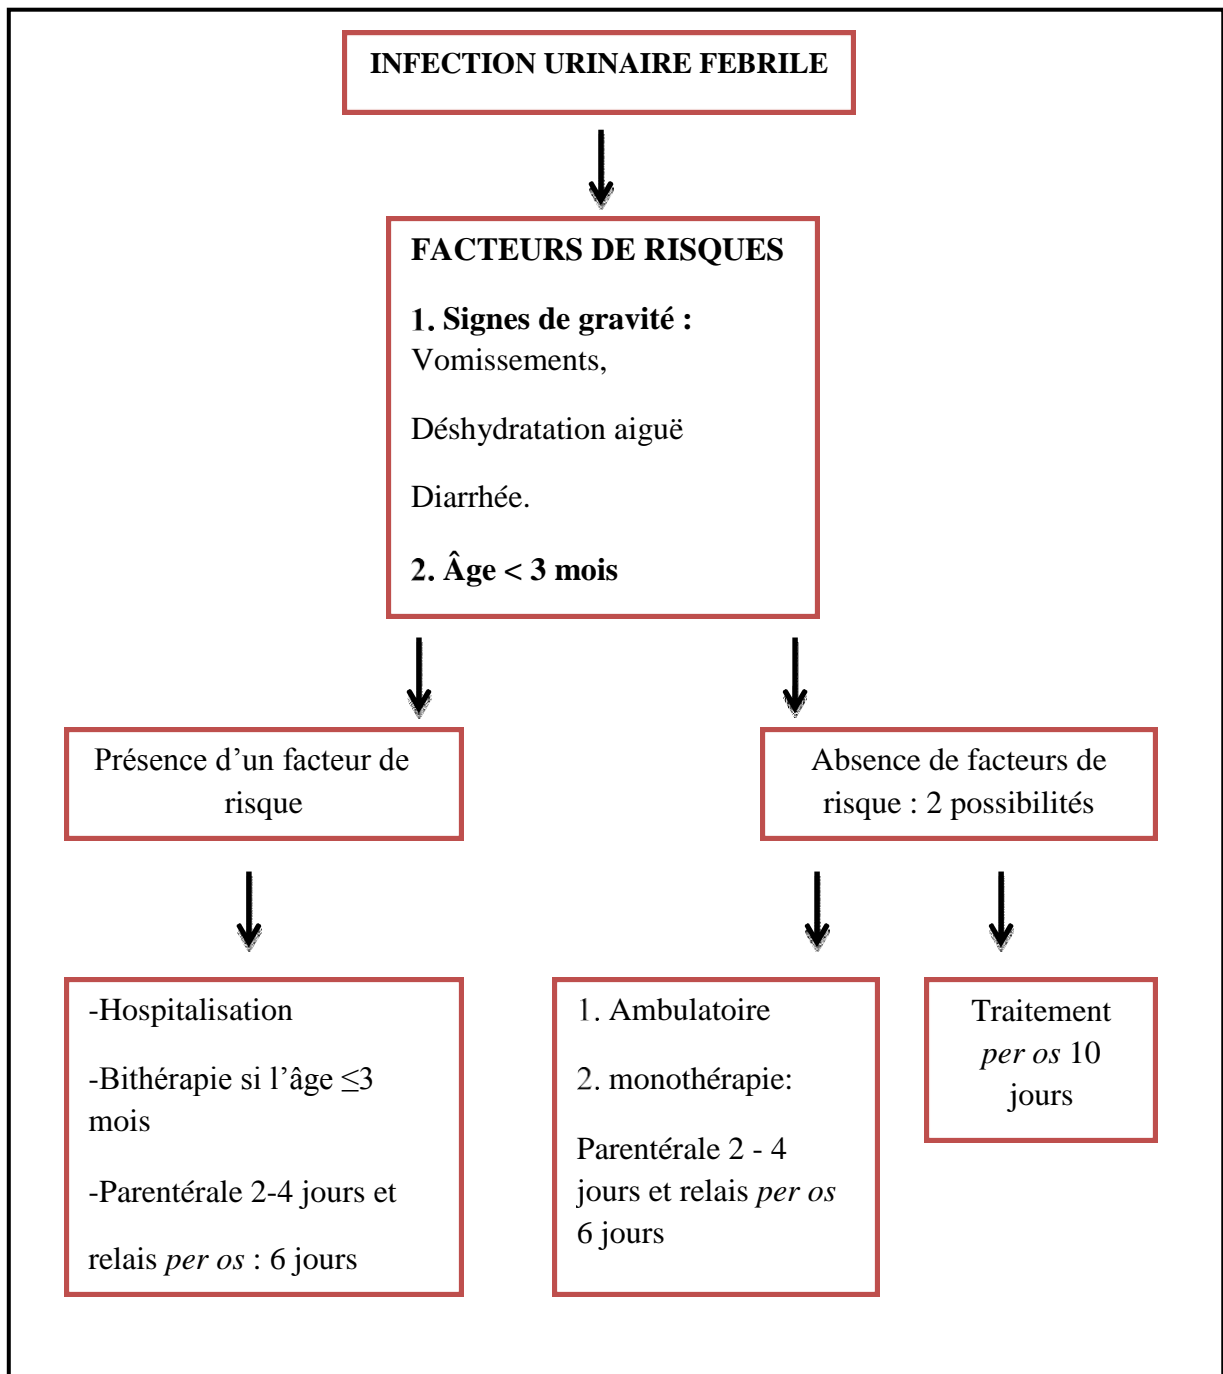 INFECTION URINAIRE FEBRILE
FACTEURS DE RISQUES
1. Signes de gravité :
Vomissements,
Déshydratation aiguë
Diarrhée.
2. Âge < 3 mois
Présence d’un facteur de
risque
Absence de facteurs de
risque : 2 possibilités
-Hospitalisation
-Bithérapie si l’âge ≤3
mois
-Parentérale 2-4 jours et
relais per os : 6 jours
1. Ambulatoire
2. monothérapie:
Parentérale 2 - 4
jours et relais per os
6 jours
Traitement
per os 10
jours